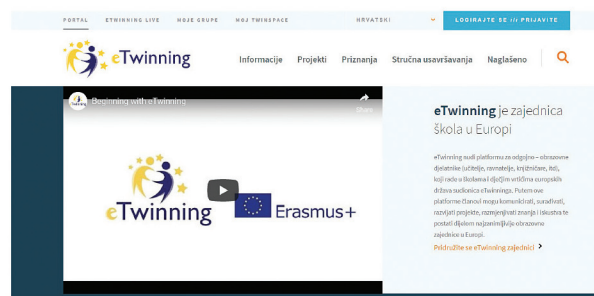 PORTAL ETWINNING LIVE MOJE GRUPE MOJ TWINSPACE HRVATSKI LOGIRAJTE SE ili PRIJAVITE
eTwinning Informacije Projekti Priznanja Stručna usavršavanja Naglašeno
Beginning with eTwinning
Share
eTwinning
Erasmus+
eTwinning je zajednica
škola u Europi
eTwinning nudi platformu za odgojno – obrazovne
djelatnike (učitelje, ravnatelje, knjižničare, itd),
koji rade u školama i dječjim vrtićima europskih
država sudionica eTwinninga. Putem ove
platforme članovi mogu komunicirati, surađivati,
razvijati projekte, razmjenjivati znanja i iskustva te
postati dijelom najzanimljivije obrazovne
zajednice u Europi.
Pridružite se eTwinning zajednici